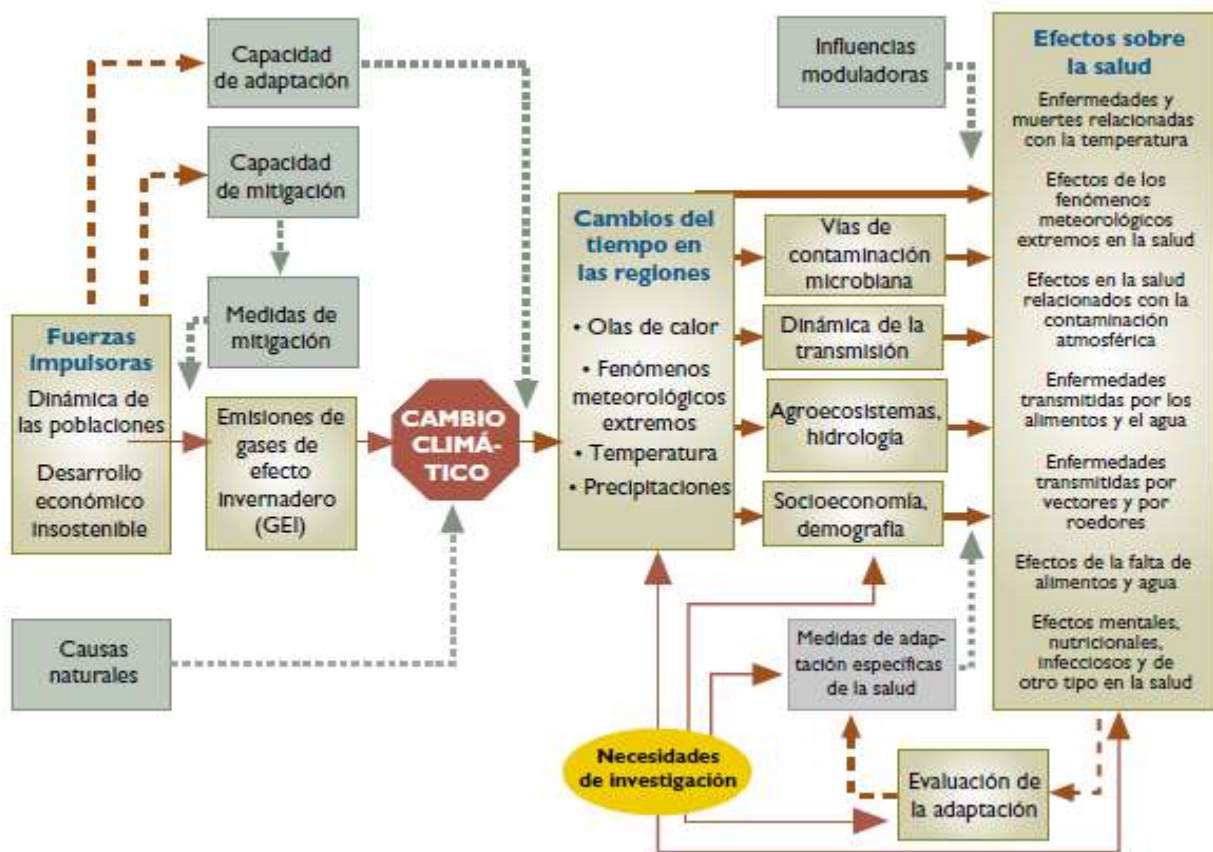 Capacidad
de adaptación
Capacidad
de mitigación
Medidas de
mitigación
Fuerzas
impulsoras
Dinámica de
las poblaciones
Desarrollo
económico
insostenible
Emisiones de
gases de
efecto
invernadero
(GEI)
CAMBIO
CLIMÁ-
TICO
Causas
naturales
Influencias
moduladoras
Cambios del
tiempo en
las regiones
• Olas de calor
• Fenómenos
meteorológicos
extremos
• Temperatura
• Precipitaciones
Vías de
contaminación
microbiana
Dinámica de la
transmisión
Agroecosistemas,
hidrología
Socioeconomía,
demografía
Medidas de adap-
tación específicas
de la salud
Necesidades
de investigación
Evaluación de
la adaptación
Efectos sobre
la salud
Enfermedades y
muertes relacionadas
con la temperatura
Efectos de los
fenómenos
meteorológicos
extremos en la salud
Efectos en la salud
relacionados con la
contaminación
atmosférica
Enfermedades
transmitidas por los
alimentos y el agua
Enfermedades
transmitidas por
vectores y por
roedores
Efectos de la falta de
alimentos y agua
Efectos mentales,
nutricionales,
infecciosos y de
otro tipo en la salud